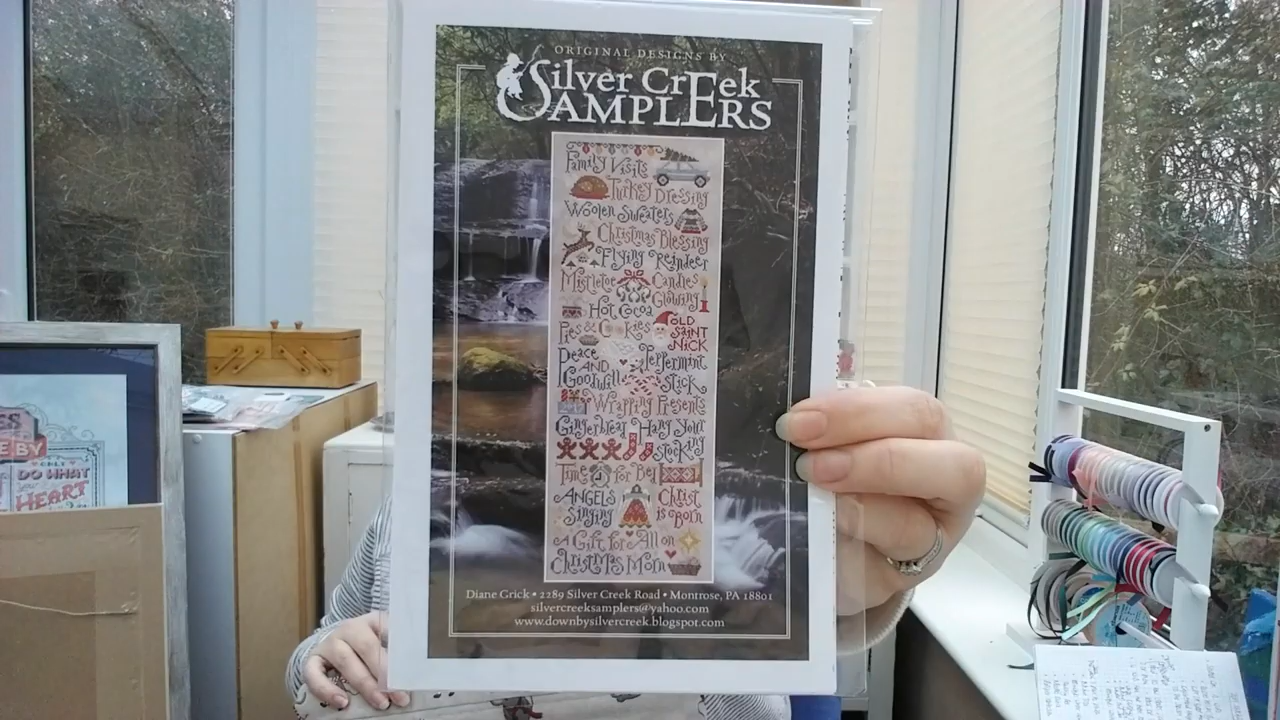 ORIGINAL DESIGNS BY
Silver CrEek
SAMPLERS
Family Visits
Turkey Dressing
Woolen Sweaters
Christmas Blessing
Flying Reindeer
Mistletoe Candles
Glowing
Hot Cocoa
Pies & Cookies OLD
SAINT
NICK
Peace Peppermint
AND
Goodwill Stick
Wrapping Presents
Gingerbread Hang Your
Stocking
Time for Bed
ANGELS Christ
Singing is Born
A Gift for All on
Christmas Morn
Diane Grick • 2289 Silver Creek Road • Montrose, PA 18801
silvercreeksamplers@yahoo.com
www.downbysilvercreek.blogspot.com
ONLY
DO WHAT
HEART